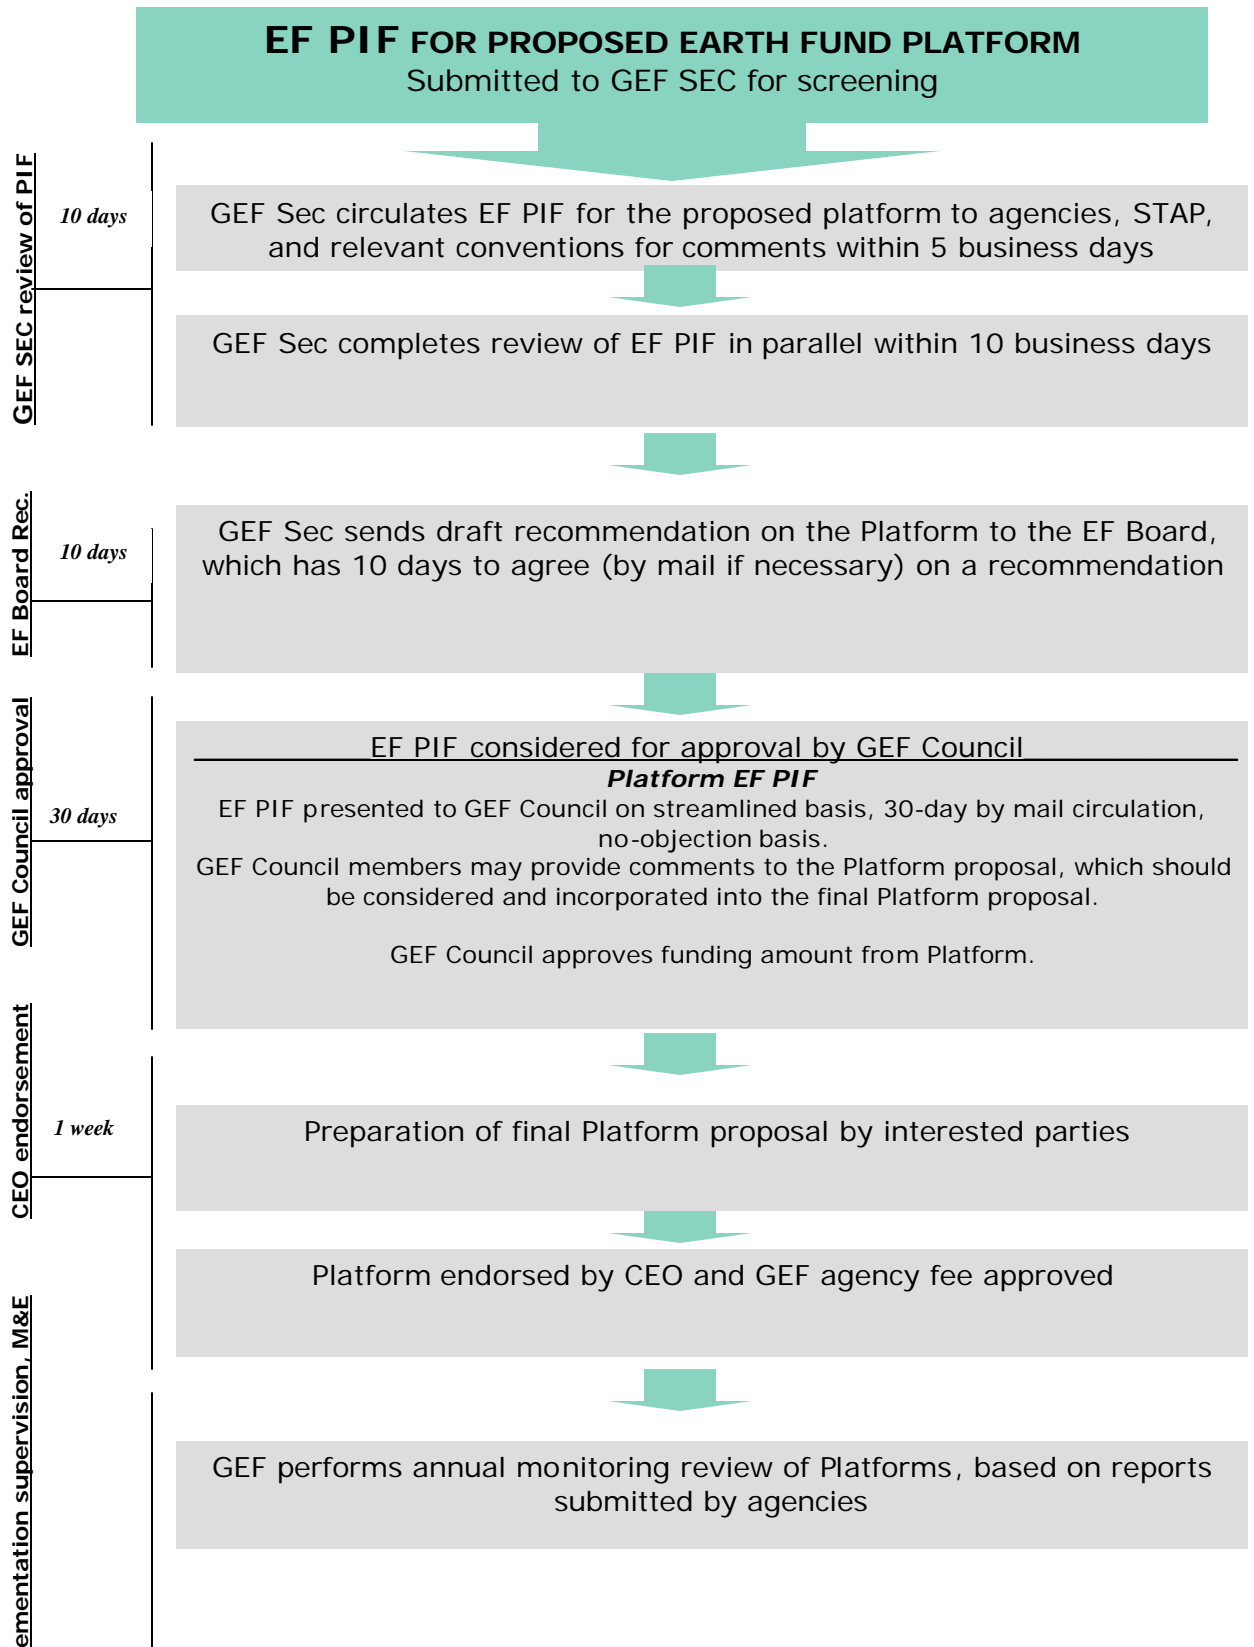 EF PIF FOR PROPOSED EARTH FUND PLATFORM
Submitted to GEF SEC for screening
GEF SEC review of PIF
10 days
GEF Sec circulates EF PIF for the proposed platform to agencies, STAP,
and relevant conventions for comments within 5 business days
GEF Sec completes review of EF PIF in parallel within 10 business days
EF Board Rec.
10 days
GEF Sec sends draft recommendation on the Platform to the EF Board,
which has 10 days to agree (by mail if necessary) on a recommendation
GEF Council approval
30 days
EF PIF considered for approval by GEF Council
Platform EF PIF
EF PIF presented to GEF Council on streamlined basis, 30-day by mail circulation,
no-objection basis.
GEF Council members may provide comments to the Platform proposal, which should
be considered and incorporated into the final Platform proposal.
GEF Council approves funding amount from Platform.
CEO endorsement
1 week
Preparation of final Platform proposal by interested parties
Platform endorsed by CEO and GEF agency fee approved
ementation supervision, M&E
GEF performs annual monitoring review of Platforms, based on reports
submitted by agencies